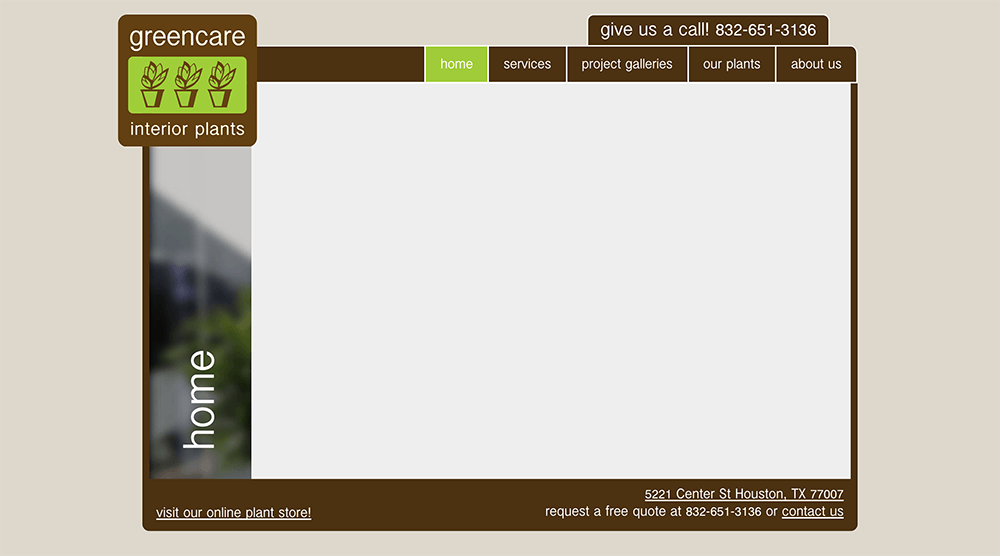 greencare
interior plants
give us a call! 832-651-3136
home
services
project galleries
our plants
about us
home
visit our online plant store!
5221 Center St Houston, TX 77007
request a free quote at 832-651-3136 or contact us